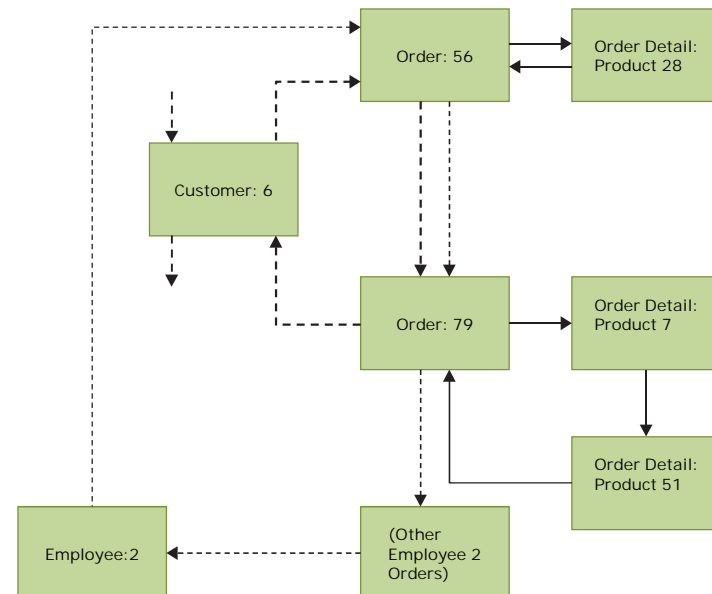 Order: 56
Order Detail:
Product 28
Customer: 6
Order: 79
Order Detail:
Product 7
Order Detail:
Product 51
Employee:2
(Other
Employee 2
Orders)